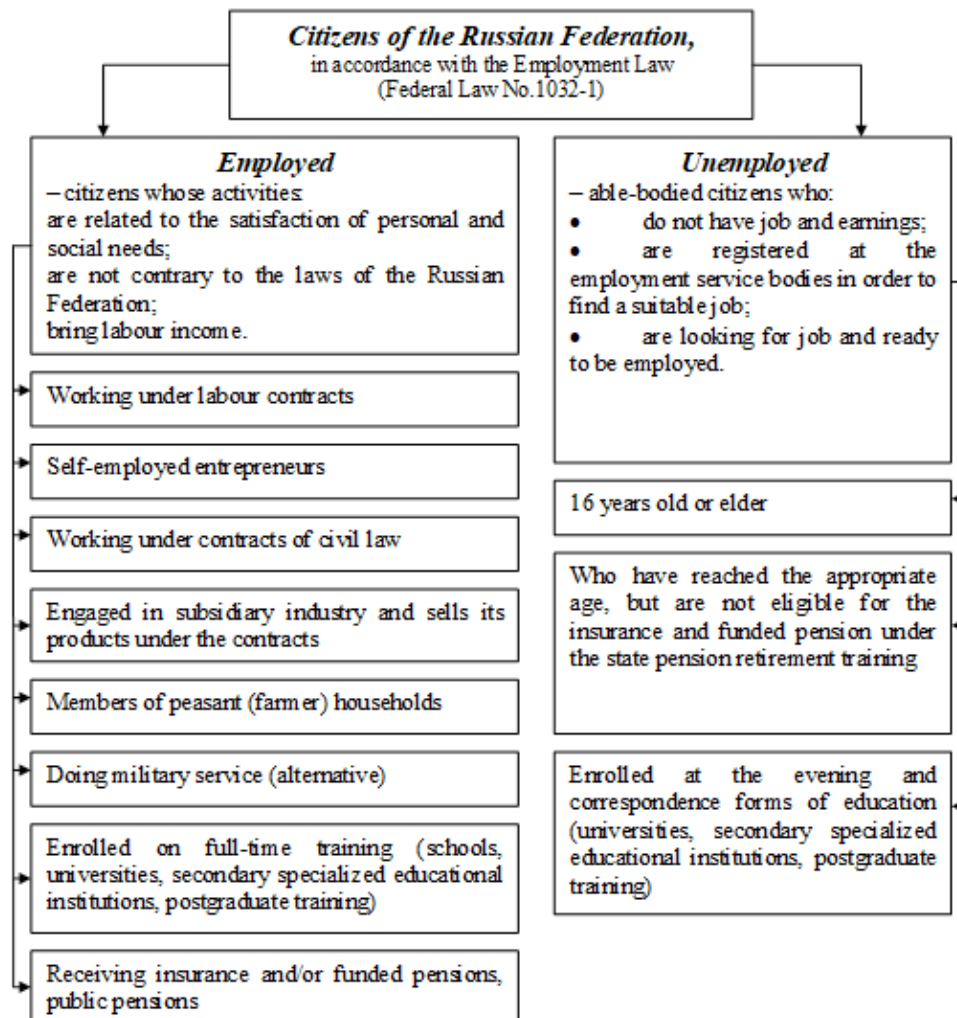 Citizens of the Russian Federation,
in accordance with the Employment Law
(Federal Law No.1032-1)
Employed
– citizens whose activities:
are related to the satisfaction of personal and
social needs;
are not contrary to the laws of the Russian
Federation;
bring labour income.
Working under labour contracts
Self-employed entrepreneurs
Working under contracts of civil law
Engaged in subsidiary industry and sells its
products under the contracts
Members of peasant (farmer) households
Doing military service (alternative)
Enrolled on full-time training (schools,
universities, secondary specialized educational
institutions, postgraduate training)
Receiving insurance and/or funded pensions,
public pensions
Unemployed
– able-bodied citizens who:
• do not have job and earnings;
• are registered at the
employment service bodies in order to
find a suitable job;
• are looking for job and ready
to be employed.
16 years old or elder
Who have reached the appropriate
age, but are not eligible for the
insurance and funded pension under
the state pension retirement training
Enrolled at the evening and
correspondence forms of education
(universities, secondary specialized
educational institutions, postgraduate
training)